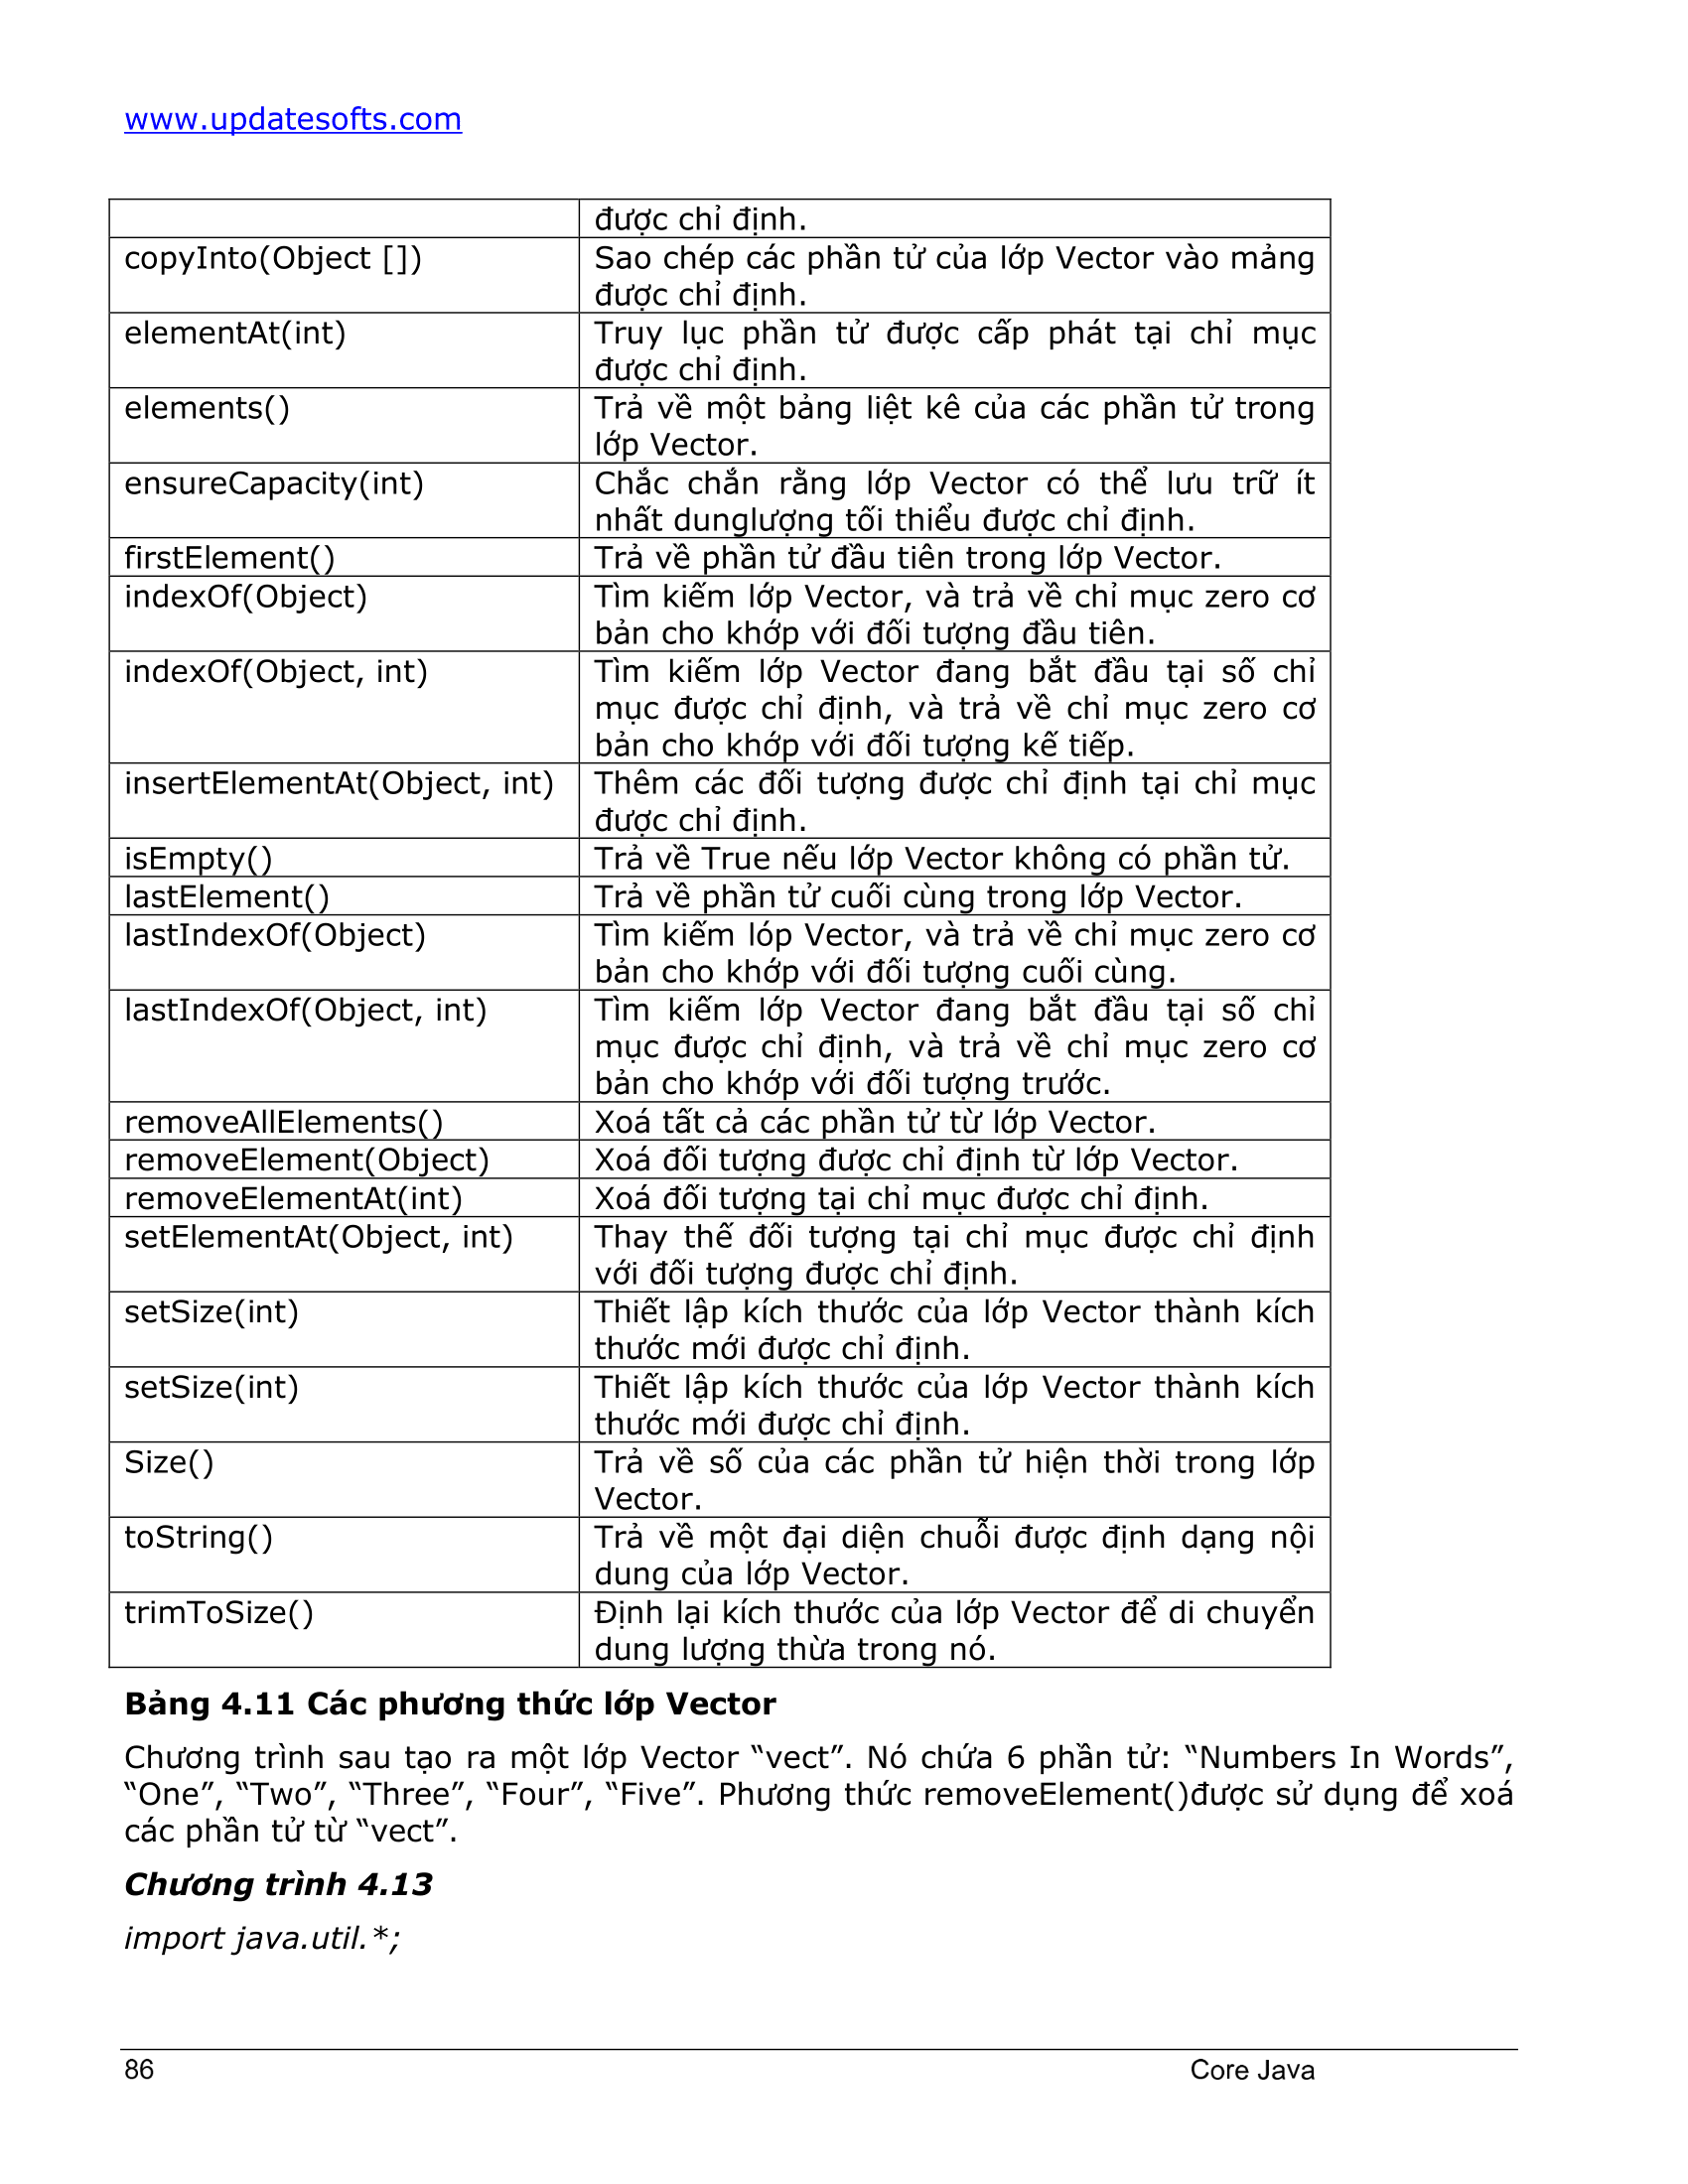 www.updatesofts.com
được chỉ định.
copyInto(Object [])
Sao chép các phần tử của lớp Vector vào mảng
được chỉ định.
elementAt(int)
Truy lục phần tử được cấp phát tại chỉ mục
được chỉ định.
elements()
Trả về một bảng liệt kê của các phần tử trong
lớp Vector.
ensureCapacity(int)
Chắc chắn rằng lớp Vector có thể lưu trữ ít
nhất dunglượng tối thiểu được chỉ định.
firstElement()
Trả về phần tử đầu tiên trong lớp Vector.
indexOf(Object)
Tìm kiếm lớp Vector, và trả về chỉ mục zero cơ
bản cho khớp với đối tượng đầu tiên.
indexOf(Object, int)
Tìm kiếm lớp Vector đang bắt đầu tại số chỉ
mục được chỉ định, và trả về chỉ mục zero cơ
bản cho khớp với đối tượng kế tiếp.
insertElementAt(Object, int)
Thêm các đối tượng được chỉ định tại chỉ mục
được chỉ định.
isEmpty()
Trả về True nếu lớp Vector không có phần tử.
lastElement()
Trả về phần tử cuối cùng trong lớp Vector.
lastIndexOf(Object)
Tìm kiếm lóp Vector, và trả về chỉ mục zero cơ
bản cho khớp với đối tượng cuối cùng.
lastIndexOf(Object, int)
Tìm kiếm lớp Vector đang bắt đầu tại số chỉ
mục được chỉ định, và trả về chỉ mục zero cơ
bản cho khớp với đối tượng trước.
removeAllElements()
Xoá tất cả các phần tử từ lớp Vector.
removeElement(Object)
Xoá đối tượng được chỉ định từ lớp Vector.
removeElementAt(int)
Xoá đối tượng tại chỉ mục được chỉ định.
setElementAt(Object, int)
Thay thế đối tượng tại chỉ mục được chỉ định
với đối tượng được chỉ định.
setSize(int)
Thiết lập kích thước của lớp Vector thành kích
thước mới được chỉ định.
setSize(int)
Thiết lập kích thước của lớp Vector thành kích
thước mới được chỉ định.
Size()
Trả về số của các phần tử hiện thời trong lớp
Vector.
toString()
Trả về một đại diện chuỗi được định dạng nội
dung của lớp Vector.
trimToSize()
Định lại kích thước của lớp Vector để di chuyển
dung lượng thừa trong nó.
Bảng 4.11 Các phương thức lớp Vector
Chương trình sau tạo ra một lớp Vector “vect”. Nó chứa 6 phần tử: “Numbers In Words”,
“One”, “Two”, “Three”, “Four”, “Five”. Phương thức removeElement()được sử dụng để xoá
các phần tử từ “vect”.
Chương trình 4.13
import java.util.*;
86
Core Java